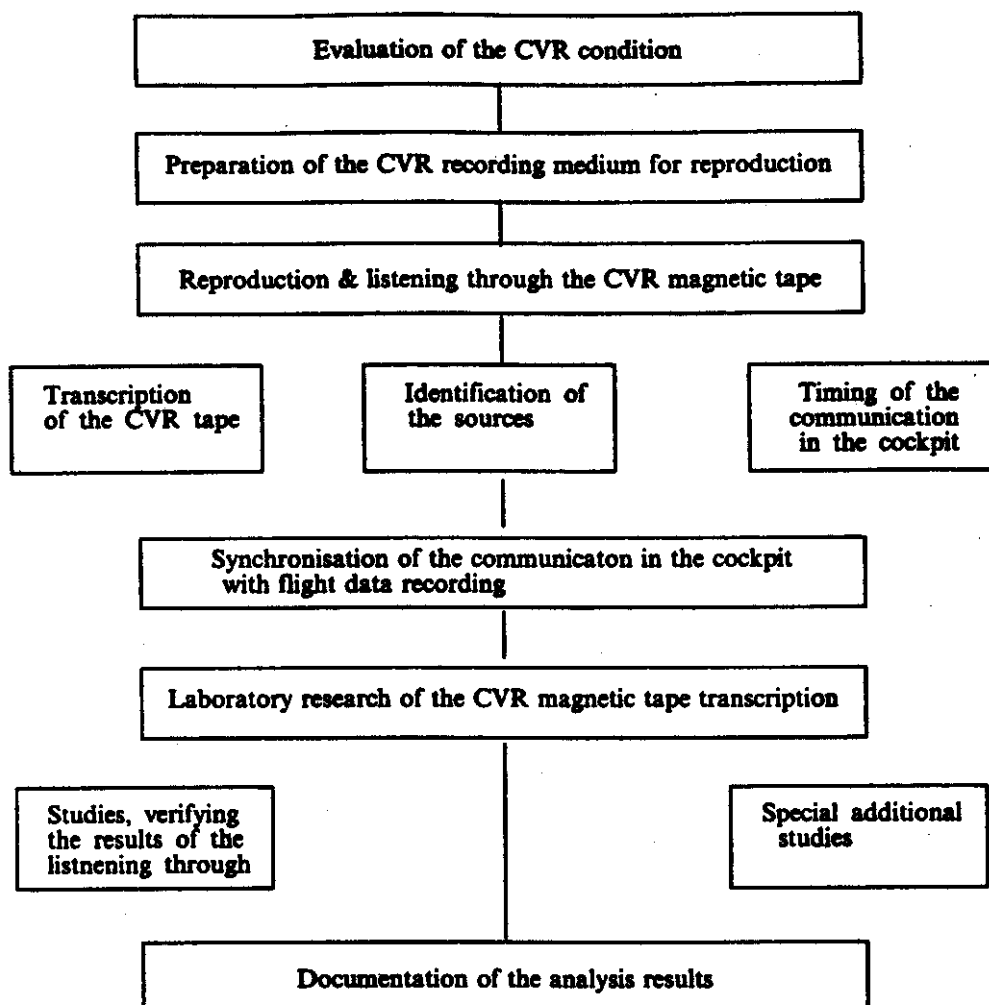 Evaluation of the CVR condition
Preparation of the CVR recording medium for reproduction
Reproduction & listening through the CVR magnetic tape
Transcription
of the CVR tape
Identification of
the sources
Timing of the
communication
in the cockpit
Synchronisation of the communicaton in the cockpit
with flight data recording
Laboratory research of the CVR magnetic tape transcription
Studies, verifying
the results of the
listnening through
Special additional
studies
Documentation of the analysis results